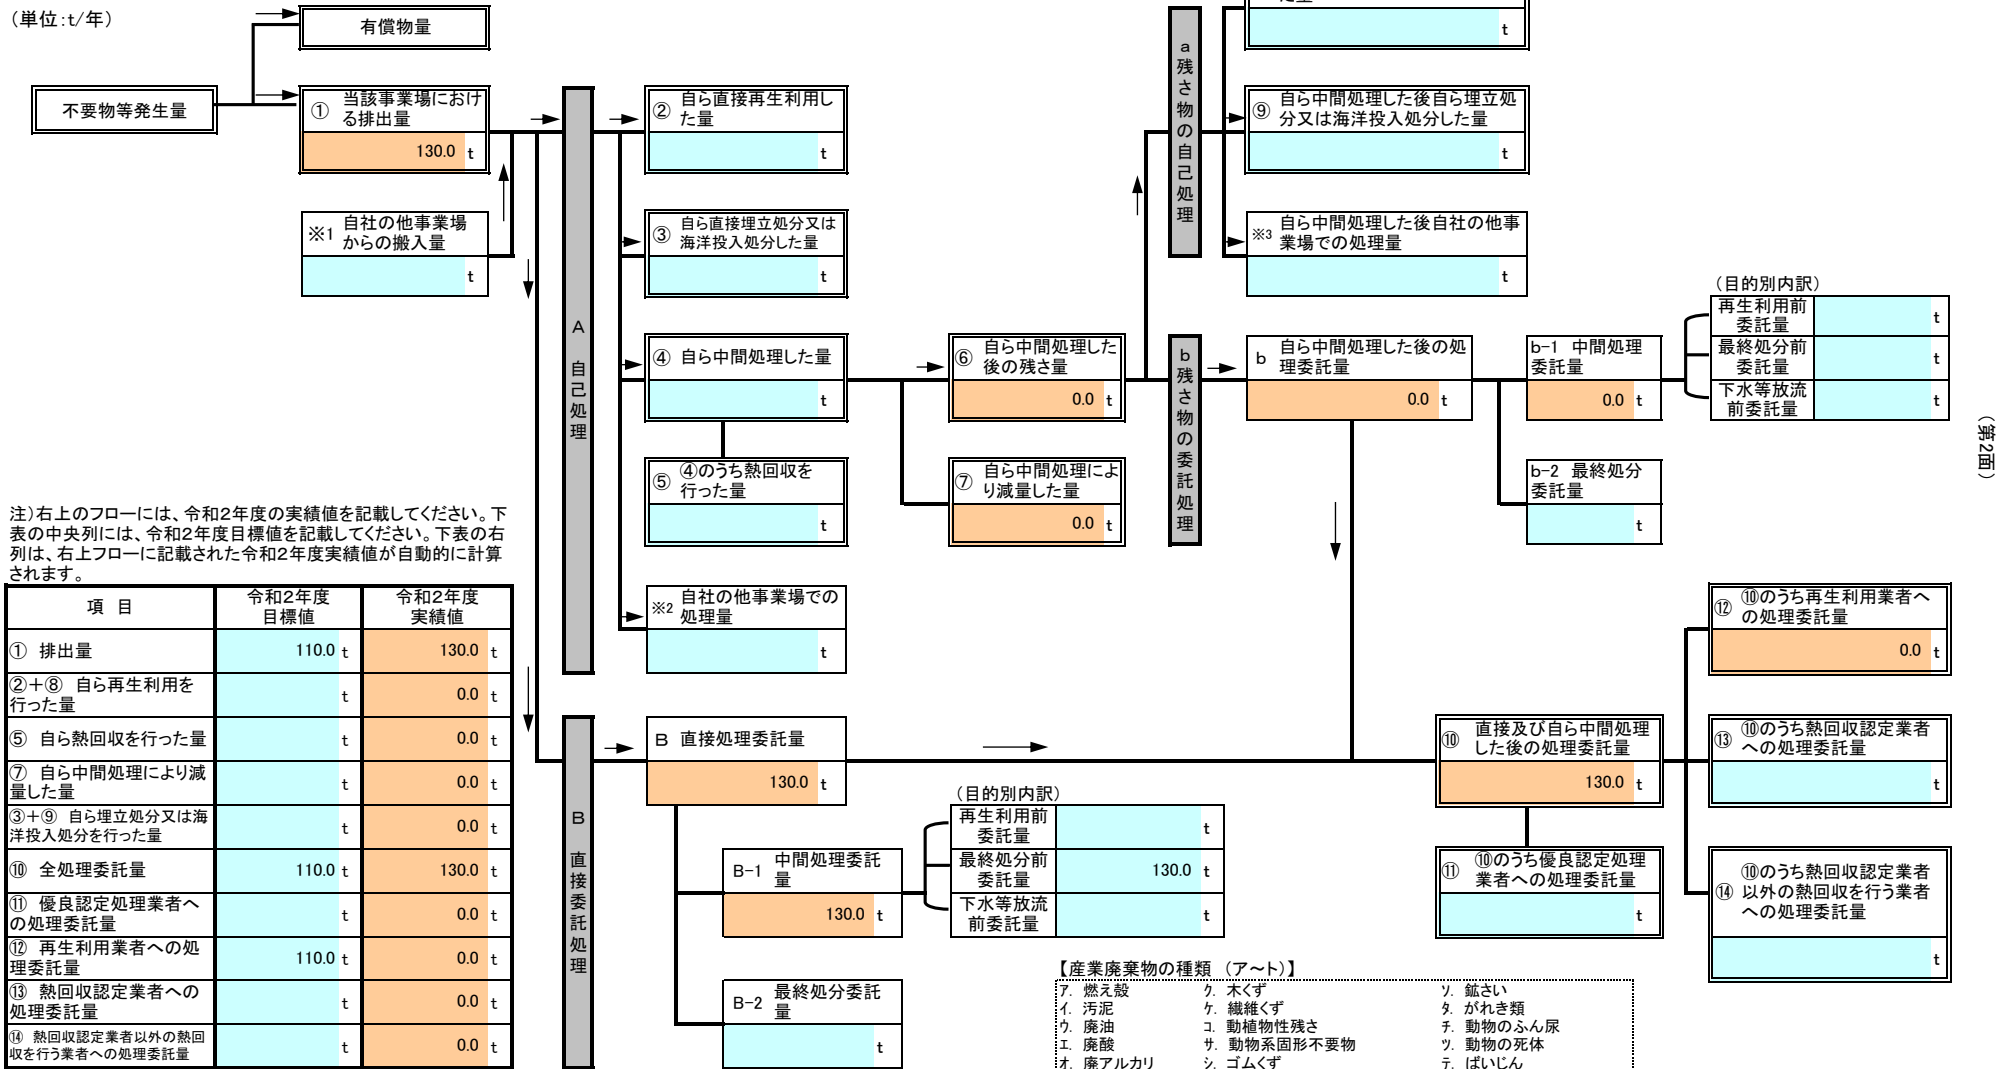 (単位:t/年)
有償物量
不要物等発生量
① 当該事業場におけ
る排出量
130.0 t
※1 自社の他事業場
からの搬入量
t
A 自己処理
② 自ら直接再生利用し
た量
t
③ 自ら直接埋立処分又は
海洋投入処分した量
t
④ 自ら中間処理した量
t
⑤ ④のうち熱回収を
行った量
t
※2 自社の他事業場での
処理量
t
⑥ 自ら中間処理した
後の残さ量
0.0 t
⑦ 自ら中間処理によ
り減量した量
0.0 t
a 残さ物の自己処理
t
⑨ 自ら中間処理した後自ら埋立処
分又は海洋投入処分した量
t
※3 自ら中間処理した後自社の他事
業場での処理量
t
b 残さ物の委託処理
b 自ら中間処理した後の処
理委託量
0.0 t
b-1 中間処理
委託量
0.0 t
b-2 最終処分
委託量
t
(目的別内訳)
再生利用前
委託量
t
最終処分前
委託量
t
下水等放流
前委託量
t
(第2面)
注)右上のフローには、令和2年度の実績値を記載してください。下
表の中央列には、令和2年度目標値を記載してください。下表の右
列は、右上フローに記載された令和2年度実績値が自動的に計算
されます。
項 目
令和2年度
目標値
令和2年度
実績値
① 排出量 110.0 t 130.0 t
②+⑧ 自ら再生利用を
行った量 t 0.0 t
⑤ 自ら熱回収を行った量 t 0.0 t
⑦ 自ら中間処理により減
量した量 t 0.0 t
③+⑨ 自ら埋立処分又は海
洋投入処分を行った量 t 0.0 t
⑩ 全処理委託量 110.0 t 130.0 t
⑪ 優良認定処理業者へ
の処理委託量 t 0.0 t
⑫ 再生利用業者への処
理委託量 110.0 t 0.0 t
⑬ 熱回収認定業者への
処理委託量 t 0.0 t
⑭ 熱回収認定業者以外の熱回
収を行う業者への処理委託量 t 0.0 t
B 直接委託処理
B 直接処理委託量
130.0 t
B-1 中間処理委託
量
130.0 t
B-2 最終処分委託
量
t
(目的別内訳)
再生利用前
委託量
t
最終処分前
委託量
130.0 t
下水等放流
前委託量
t
⑩ 直接及び自ら中間処理
した後の処理委託量
130.0 t
⑪ ⑩のうち優良認定処理
業者への処理委託量
t
⑫ ⑩のうち再生利用業者へ
の処理委託量
0.0 t
⑬ ⑩のうち熱回収認定業者
への処理委託量
t
⑭ ⑩のうち熱回収認定業者
以外の熱回収を行う業者
への処理委託量
t
【産業廃棄物の種類 (ア~ト)】
ア. 燃え殻 ク. 木くず ソ. 鉱さい
イ. 汚泥 ケ. 繊維くず タ. がれき類
ウ. 廃油 コ. 動植物性残さ チ. 動物のふん尿
エ. 廃酸 サ. 動物系固形不要物 ツ. 動物の死体
オ. 廃アルカリ シ. ゴムくず テ. ばいじん